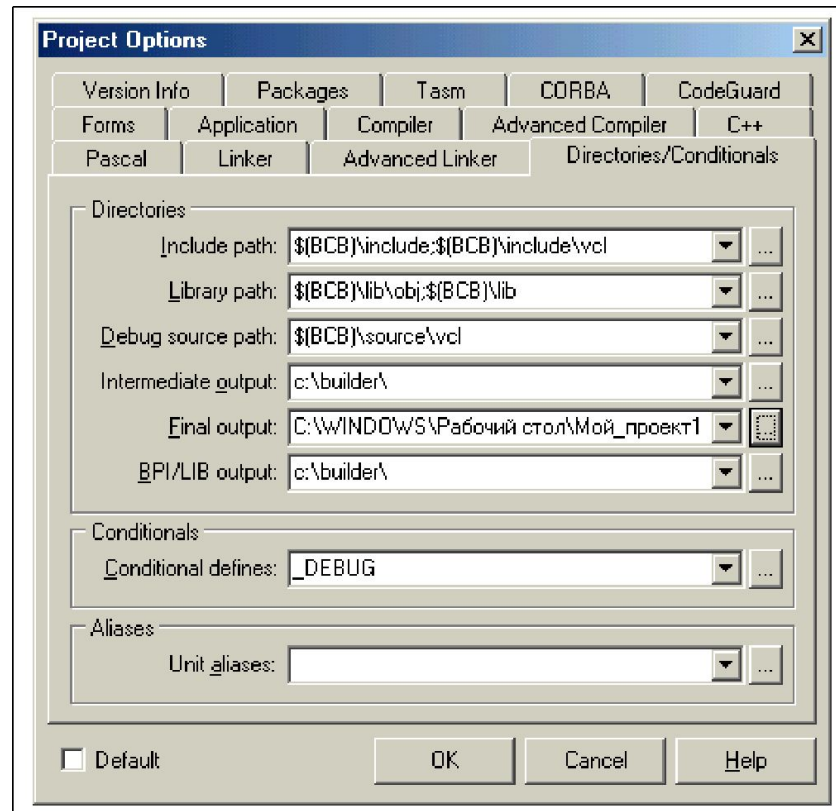 Project Options
Version Info Packages Tasm CORBA CodeGuard
Forms Application Compiler Advanced Compiler C++
Pascal Linker Advanced Linker Directories/Conditionals
Directories
Include path: $(BCB)\include;$(BCB)\include\vcl ...
Library path: $(BCB)\lib\obj;$(BCB)\lib ...
Debug source path: $(BCB)\source\vcl ...
Intermediate output: c:\builder\ ...
Final output: C:\WINDOWS\Рабочий стол\Мой_проект1 ...
BPI/LIB output: c:\builder\ ...
Conditionals
Conditional defines: _DEBUG ...
Aliases
Unit aliases: ...
Default OK Cancel Help